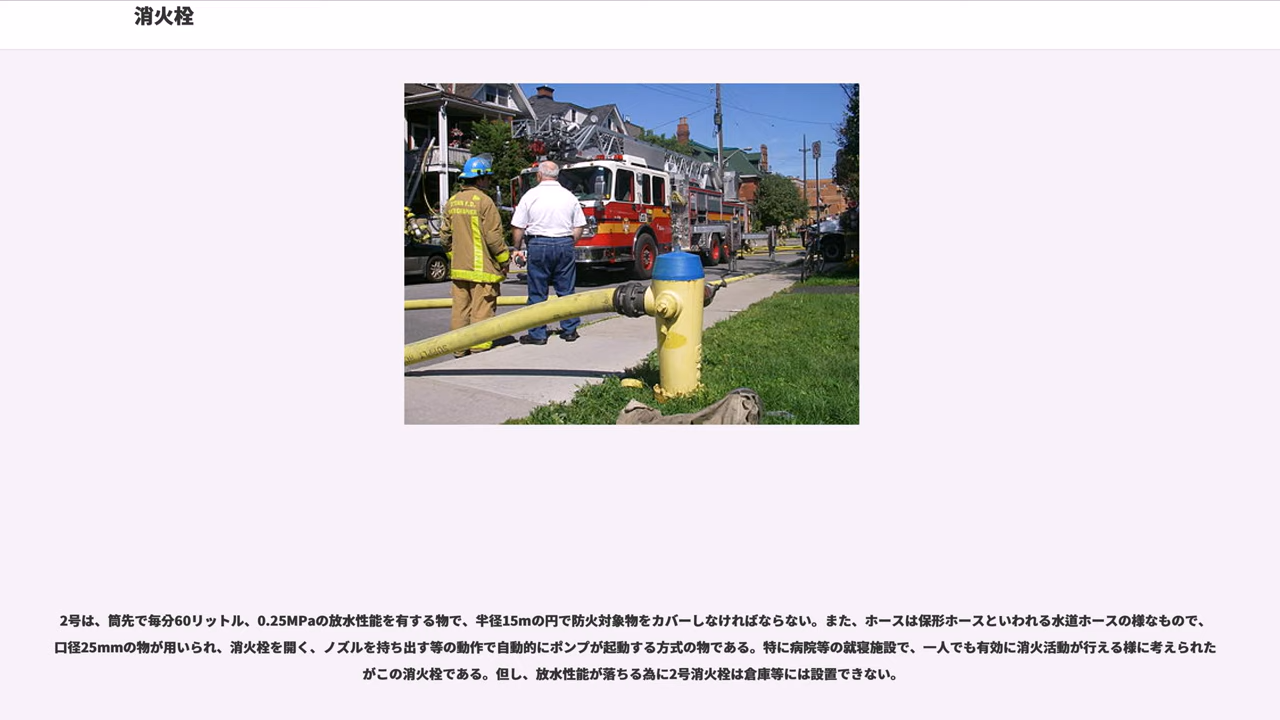 消火栓
2号は、筒先で毎分60リットル、0.25MPaの放水性能を有する物で、半径15mの円で防火対象物をカバーしなければならない。また、ホースは保形ホースといわれる水道ホースの様なもので、
口径25mmの物が用いられ、消火栓を開く、ノズルを持ち出す等の動作で自動的にポンプが起動する方式の物である。特に病院等の就寝施設で、一人でも有効に消火活動が行える様に考えられた
がこの消火栓である。但し、放水性能が落ちる為に2号消火栓は倉庫等には設置できない。